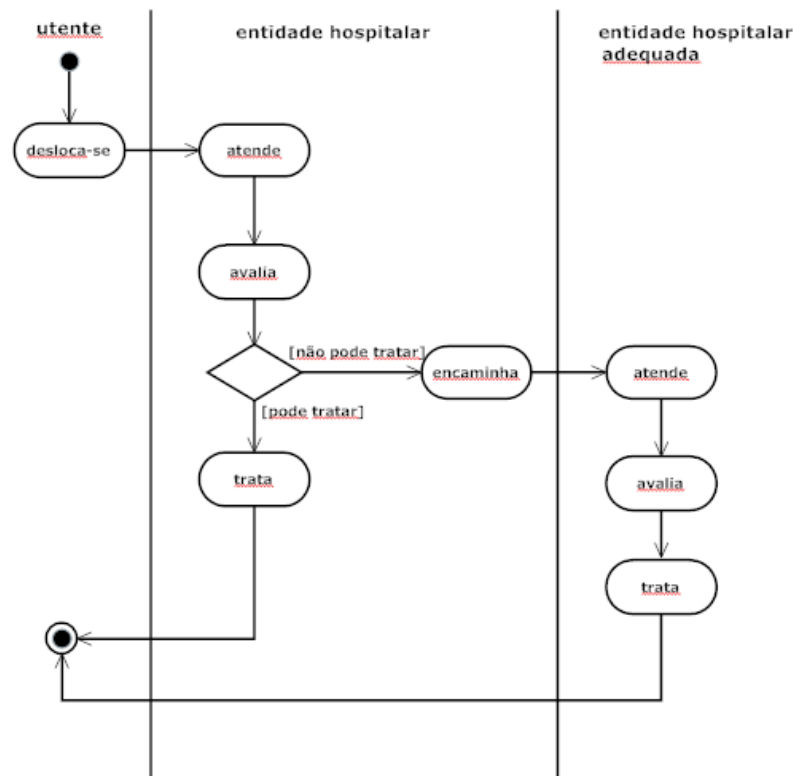 utente
entidade hospitalar
entidade hospitalar
adequada
desloca-se
atende
avalia
[não pode tratar]
encaminha
atende
[pode tratar]
trata
avalia
trata